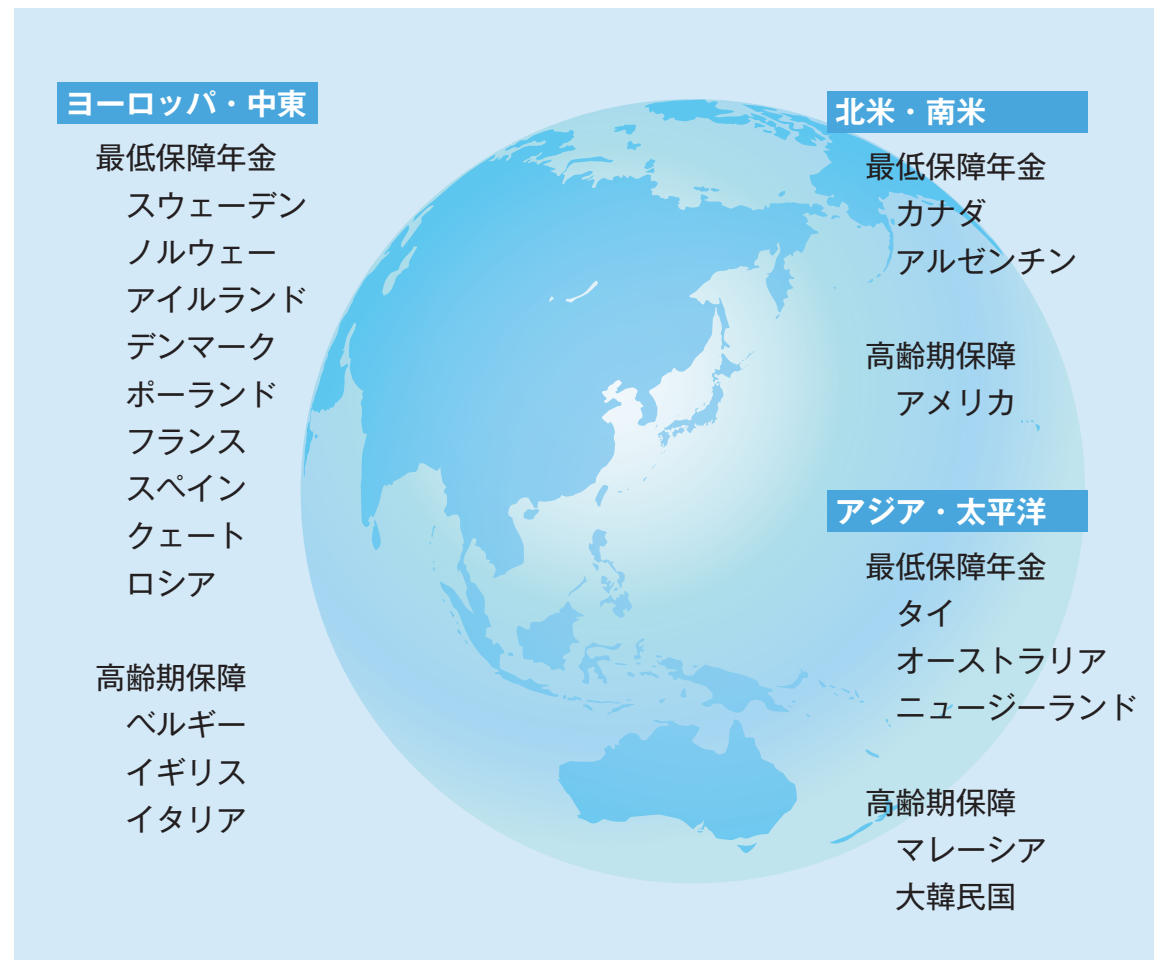 ヨーロッパ・中東
最低保障年金
スウェーデン
ノルウェー
アイルランド
デンマーク
ポーランド
フランス
スペイン
クェート
ロシア
高齢期保障
ベルギー
イギリス
イタリア
北米・南米
最低保障年金
カナダ
アルゼンチン
高齢期保障
アメリカ
アジア・太平洋
最低保障年金
タイ
オーストラリア
ニュージーランド
高齢期保障
マレーシア
大韓民国